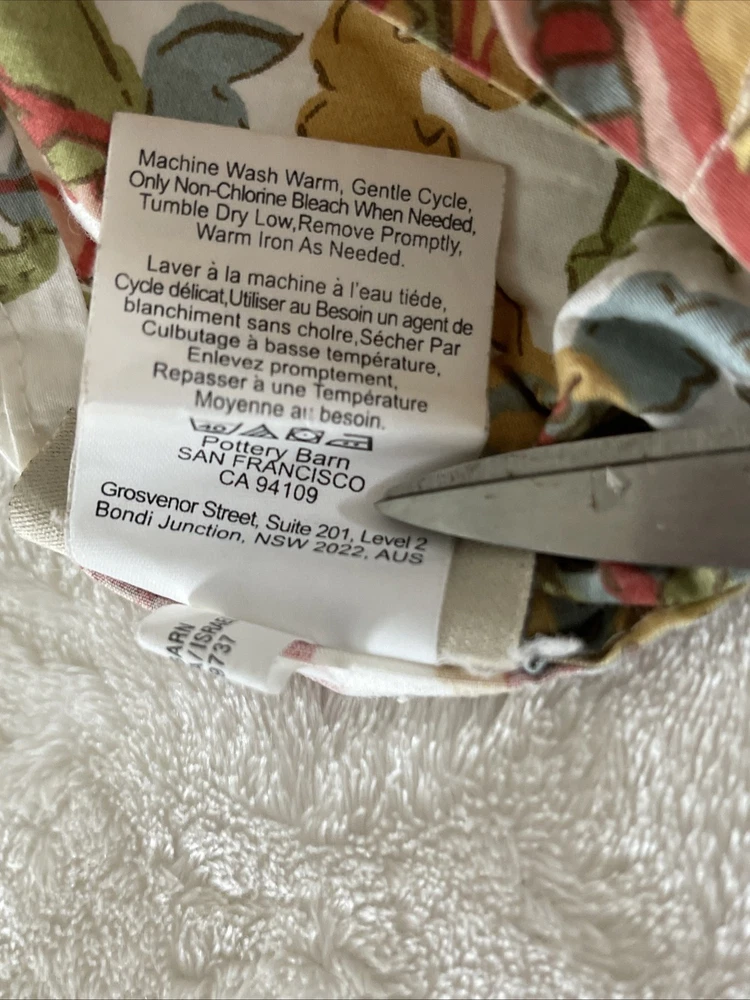 Machine Wash Warm, Gentle Cycle,
Only Non-Chlorine Bleach When Needed,
Tumble Dry Low,Remove Promptly,
Warm Iron As Needed.
Laver à la machine à l'eau tiéde,
Cycle délicat,Utiliser au Besoin un agent de
blanchiment sans cholre,Sécher Par
Culbutage à basse température,
Enlevez promptement,
Repasser à une Température
Moyenne au besoin.
Pottery Barn
SAN FRANCISCO
CA 94109
Grosvenor Street, Suite 201, Level 2
Bondi Junction, NSW 2022, AUS